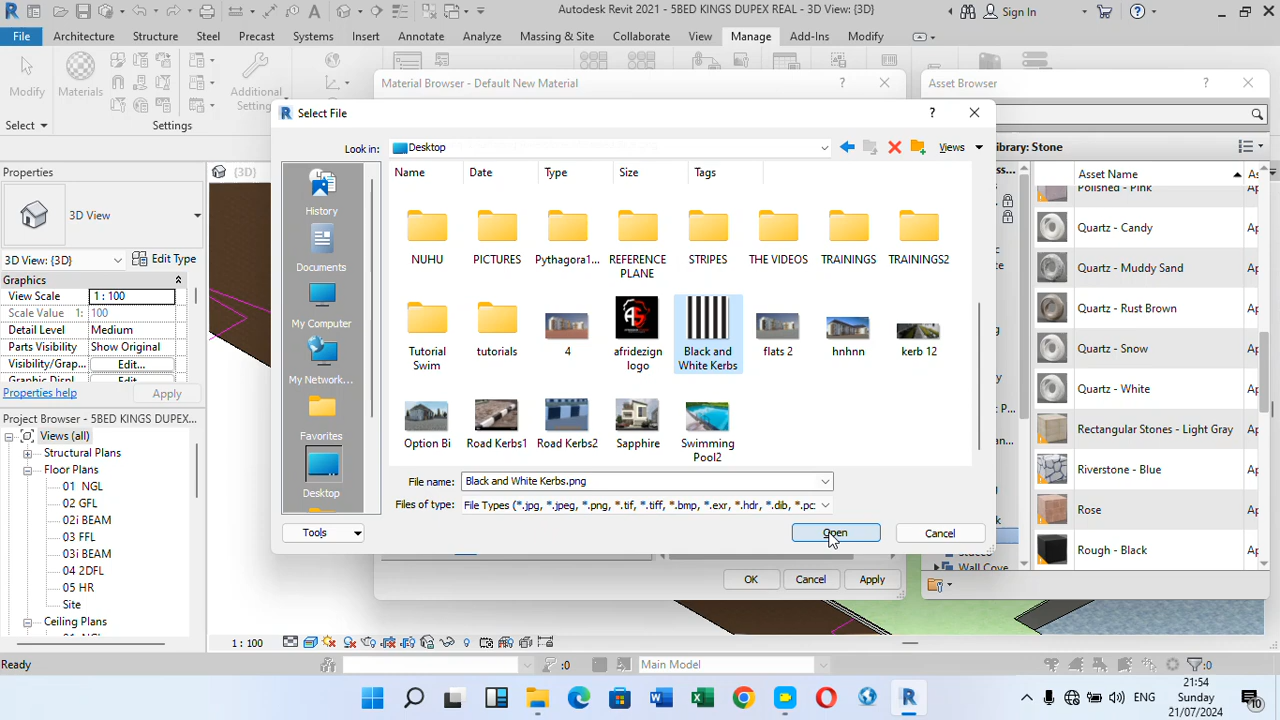 Autodesk Revit 2021 - 5BED KINGS DUPEX REAL - 3D View: {3D}
Sign In
File Architecture Structure Steel Precast Systems Insert Annotate Analyze Massing & Site Collaborate View Manage Add-Ins Modify
Modify
Materials
Additional
Settings
Select
Settings
Material Browser - Default New Material
Asset Browser
Select File
Look in:
Desktop
Views
Library: Stone
Name Date Type Size Tags
Asset Name
As
History
Documents
My Computer
My Network...
Favorites
Desktop
NUHU
PICTURES
Pythagora1...
REFERENCE
PLANE
STRIPES
THE VIDEOS
TRAININGS
TRAININGS2
Tutorial
Swim
tutorials
4
afridezign
logo
Black and
White Kerbs
flats 2
hnhnn
kerb 12
Option Bi
Road Kerbs1
Road Kerbs2
Sapphire
Swimming
Pool2
File name:
Black and White Kerbs.png
Files of type:
File Types (*.jpg, *.jpeg, *.png, *.tif, *.tiff, *.bmp, *.exr, *.hdr, *.dib, *.pc
Tools
Open
Cancel
Polished - Pink
Quartz - Candy
Quartz - Muddy Sand
Quartz - Rust Brown
Quartz - Snow
Quartz - White
Rectangular Stones - Light Gray
Riverstone - Blue
Rose
Rough - Black
Wall Cove
OK
Cancel
Apply
Properties
3D View
3D View: {3D}
Edit Type
Graphics
View Scale 1 : 100
Scale Value 1: 100
Detail Level Medium
Parts Visibility Show Original
Visibility/Grap... Edit...
Properties help
Apply
{3D}
Project Browser - 5BED KINGS DUPEX...
Views (all)
Structural Plans
Floor Plans
01 NGL
02 GFL
02i BEAM
03 FFL
03i BEAM
04 2DFL
05 HR
Site
Ceiling Plans
1 : 100
Ready
:0
Main Model
:0
ENG
21:54
Sunday
21/07/2024
10